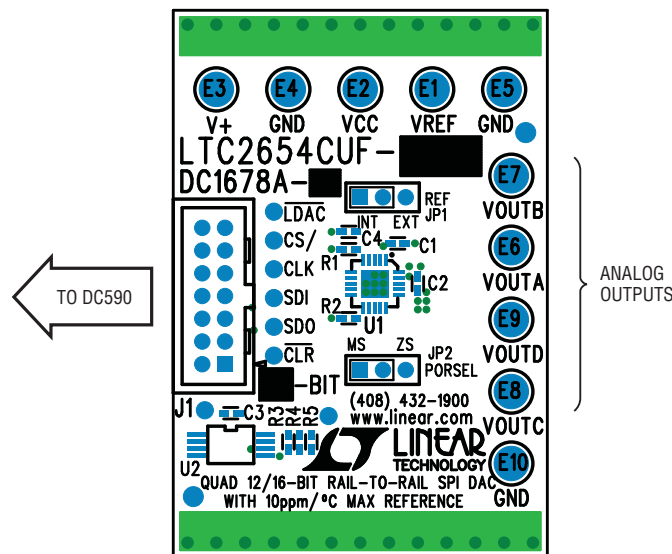 E3 E4 E2 E1 E5
V+ GND VCC VREF GND
LTC2654CUF-
DC1678A-
E7
VOUTB
REF
JP1
INT EXT
LDAC
CS/
CLK
SDI
SDO
CLR
C4
C1
R1
C2
R2
U1
E6
VOUTA
E9
VOUTD
E8
VOUTC
E10
GND
TO DC590
ANALOG
OUTPUTS
MS ZS
JP2
PORSEL
-BIT
(408) 432-1900
www.linear.com
J1
C3
R3
R4
R5
U2
LINEAR
TECHNOLOGY
QUAD 12/16-BIT RAIL-TO-RAIL SPI DAC
WITH 10ppm/°C MAX REFERENCE